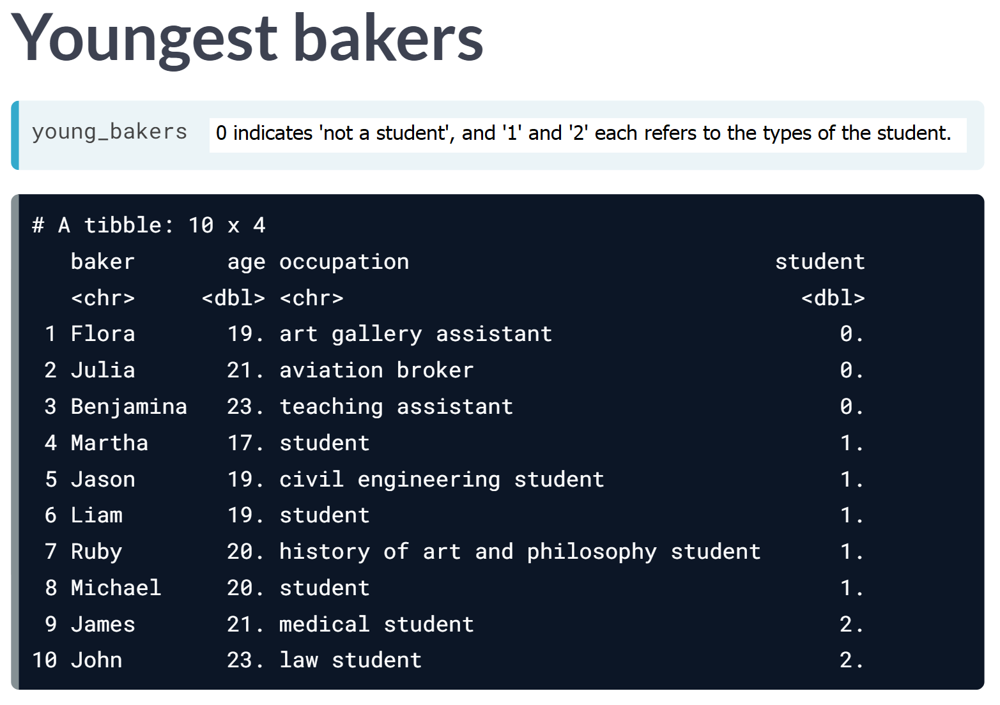 Youngest bakers
young_bakers 0 indicates 'not a student', and '1' and '2' each refers to the types of the student.
# A tibble: 10 x 4
baker age occupation student
<chr> <dbl> <chr> <dbl>
1 Flora 19. art gallery assistant 0.
2 Julia 21. aviation broker 0.
3 Benjamina 23. teaching assistant 0.
4 Martha 17. student 1.
5 Jason 19. civil engineering student 1.
6 Liam 19. student 1.
7 Ruby 20. history of art and philosophy student 1.
8 Michael 20. student 1.
9 James 21. medical student 2.
10 John 23. law student 2.